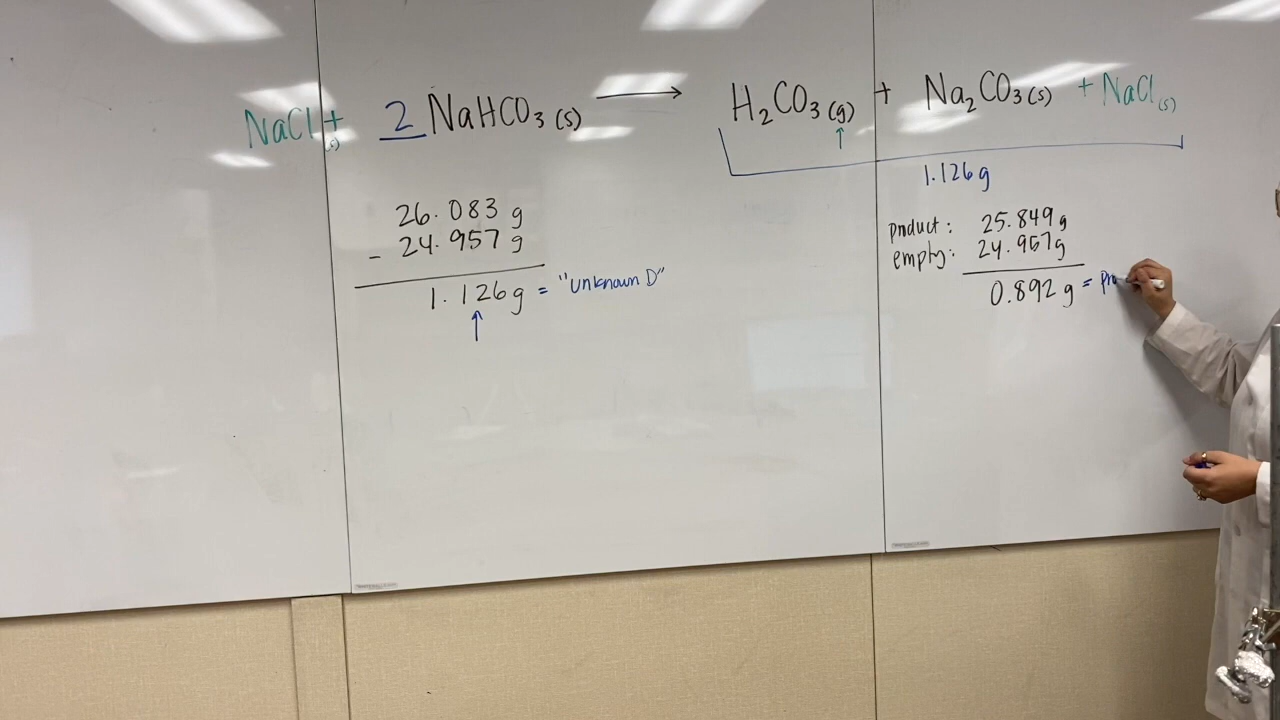 NaCl(s) + 2 NaHCO₃(s) ⟶ H₂CO₃(g) + Na₂CO₃(s) + NaCl(s)
↑
1.126 g
26.083 g
- 24.957 g
1.126 g = "Unknown D"
↑
product: 25.849 g
empty: 24.957 g
0.892 g = pro